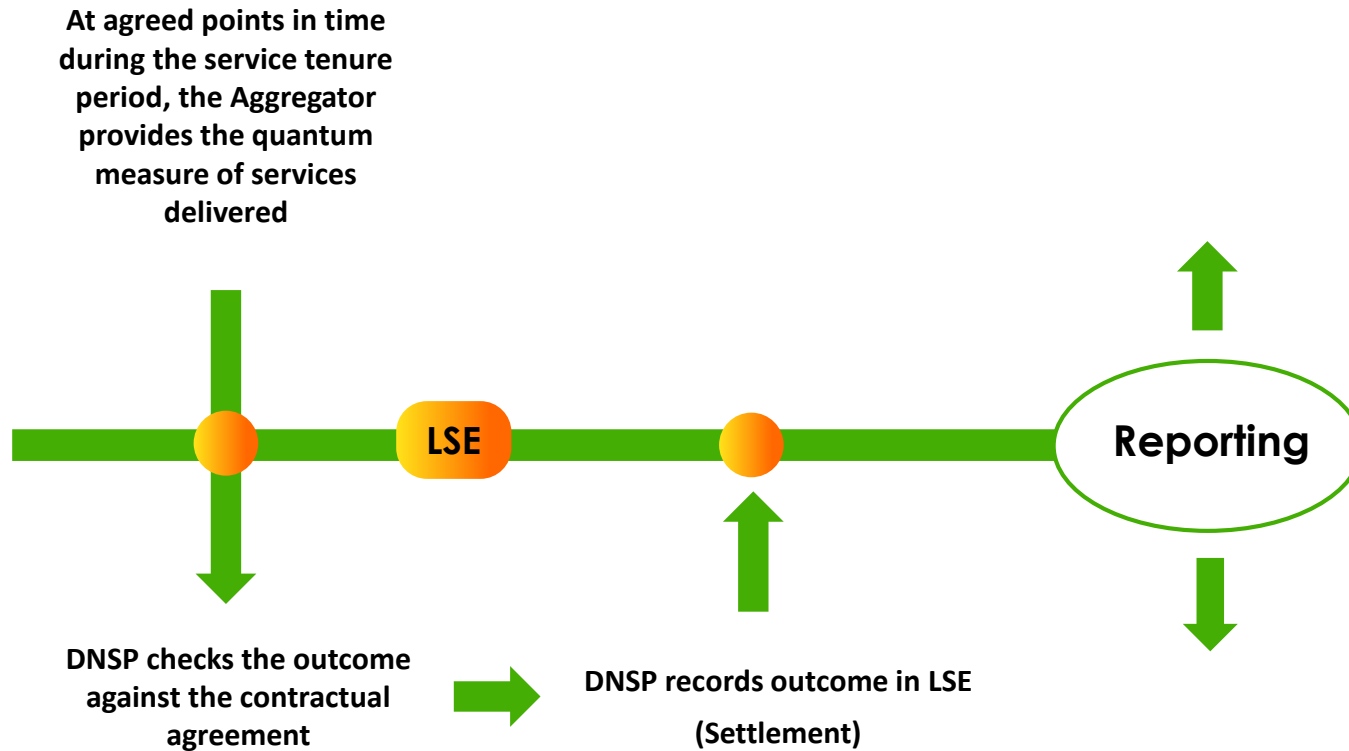 At agreed points in time
during the service tenure
period, the Aggregator
provides the quantum
measure of services
delivered
LSE
Reporting
DNSP checks the outcome
against the contractual
agreement
DNSP records outcome in LSE
(Settlement)